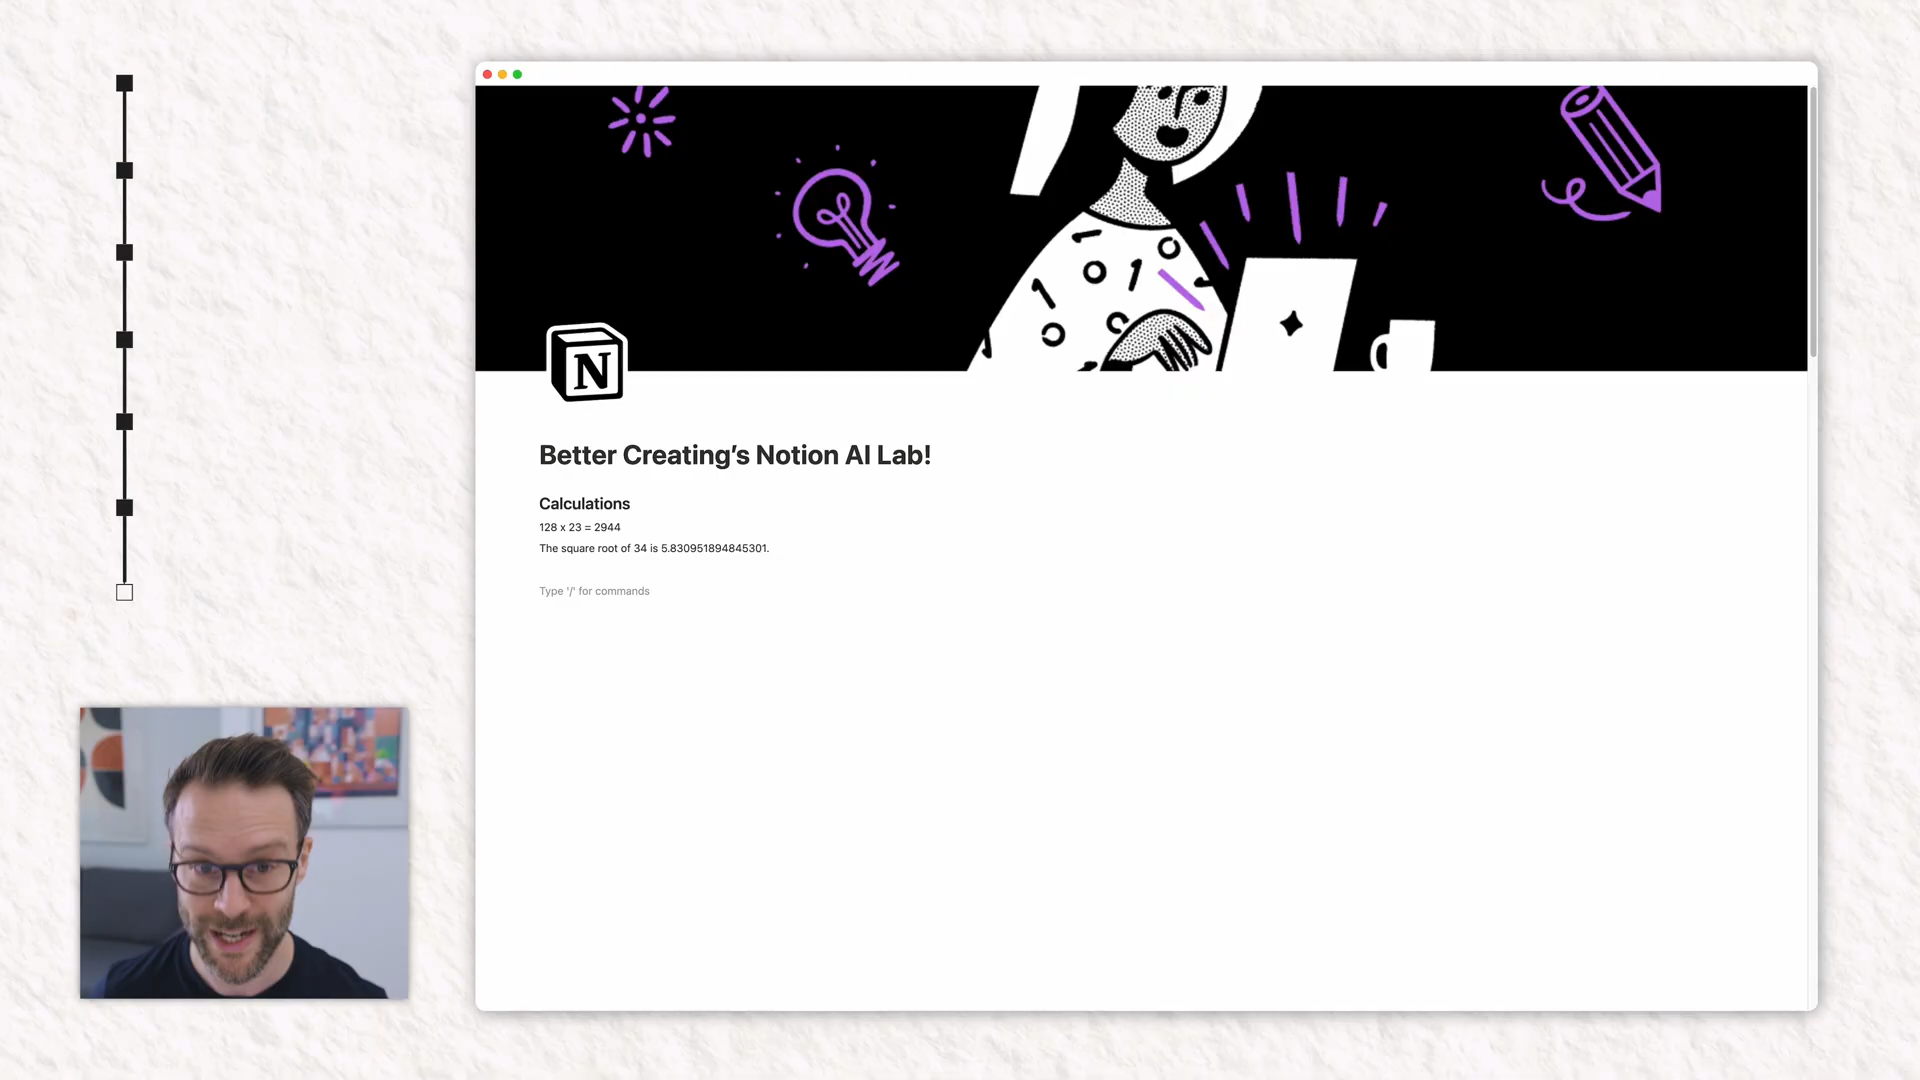 N
Better Creating’s Notion AI Lab!
Calculations
128 x 23 = 2944
The square root of 34 is 5.830951894845301.
Type '/' for commands